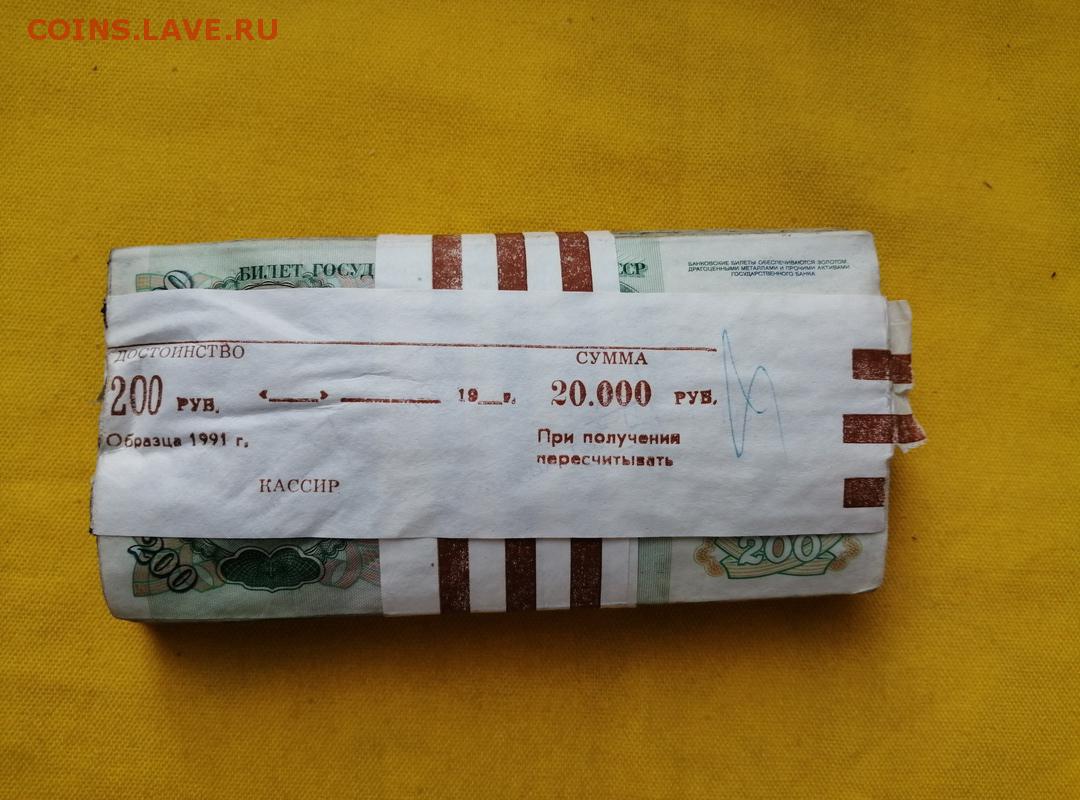 COINS.LAVE.RU
БИЛЕТ ГОСУД
ССР
БАНКОВСКИЕ БИЛЕТЫ ОБЕСПЕЧИВАЮТСЯ ЗОЛОТОМ,
ДРАГОЦЕННЫМИ МЕТАЛЛАМИ И ПРОЧИМИ АКТИВАМИ
ГОСУДАРСТВЕННОГО БАНКА
ДОСТОИНСТВО
СУММА
200 РУБ.
« » 19 г.
20.000 РУБ.
Образца 1991 г.
При получении
пересчитывать
КАССИР
200
200